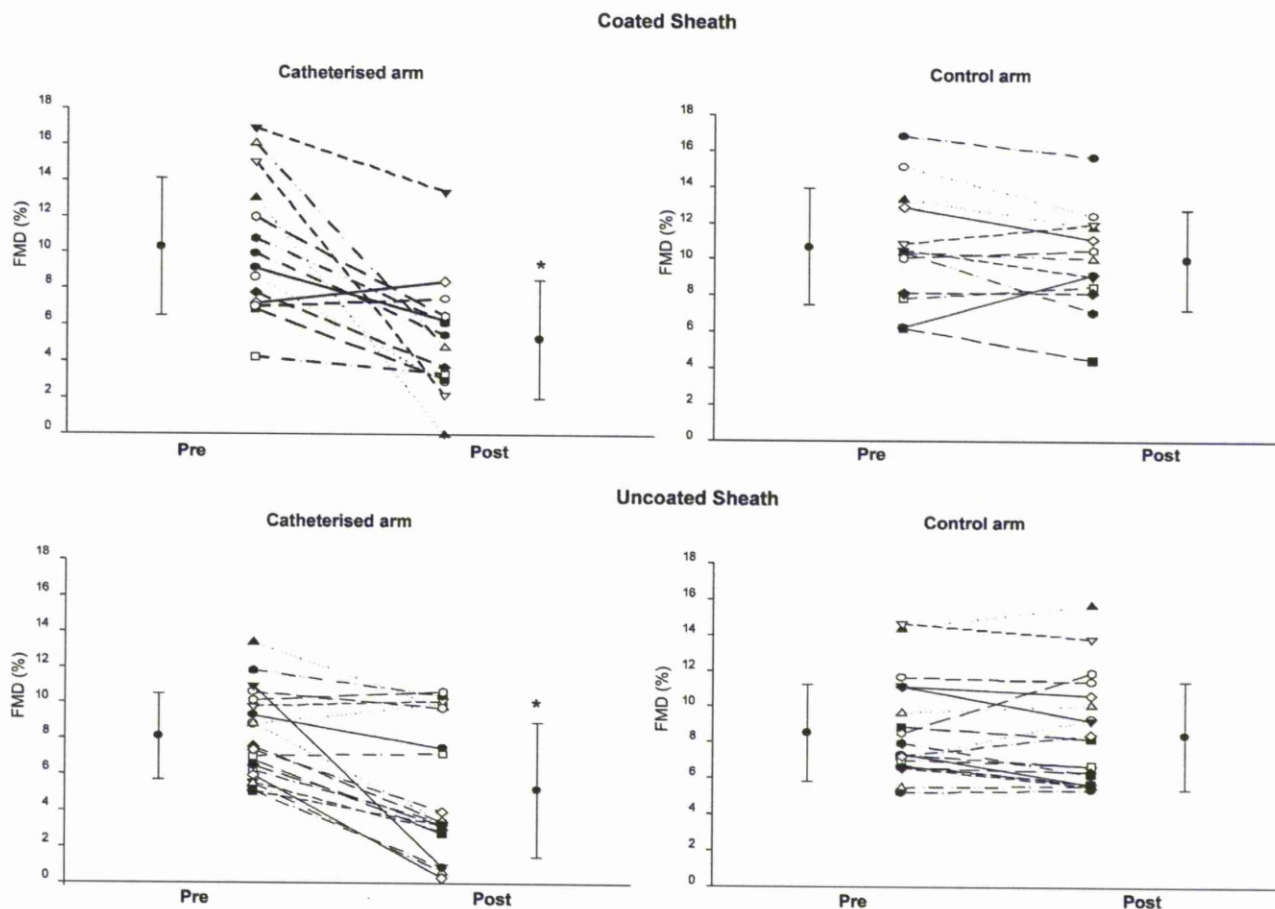 Coated Sheath
Catheterised arm
Control arm
FMD (%)
18
16
14
12
10
8
6
4
2
0
*
Pre
Post
FMD (%)
18
16
14
12
10
8
6
4
2
0
Pre
Post
Uncoated Sheath
Catheterised arm
Control arm
FMD (%)
18
16
14
12
10
8
6
4
2
0
*
Pre
Post
FMD (%)
18
16
14
12
10
8
6
4
2
0
Pre
Post